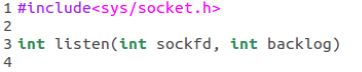 1 #include<sys/socket.h>
2
3 int listen(int sockfd, int backlog)
4